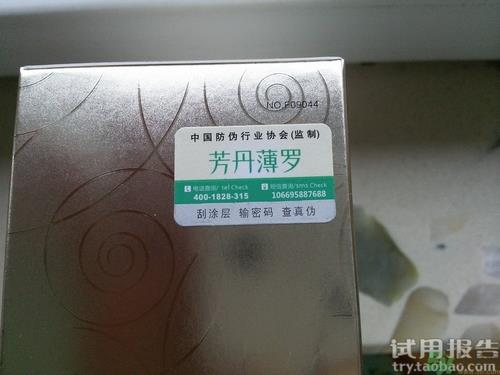 NO.F09044
中国防伪行业协会(监制)
芳丹薄罗
电话查询/ tel Check
400-1828-315
短信查询/sms Check
106695887688
刮涂层 输密码 查真伪
试用报告
try.taobao.com